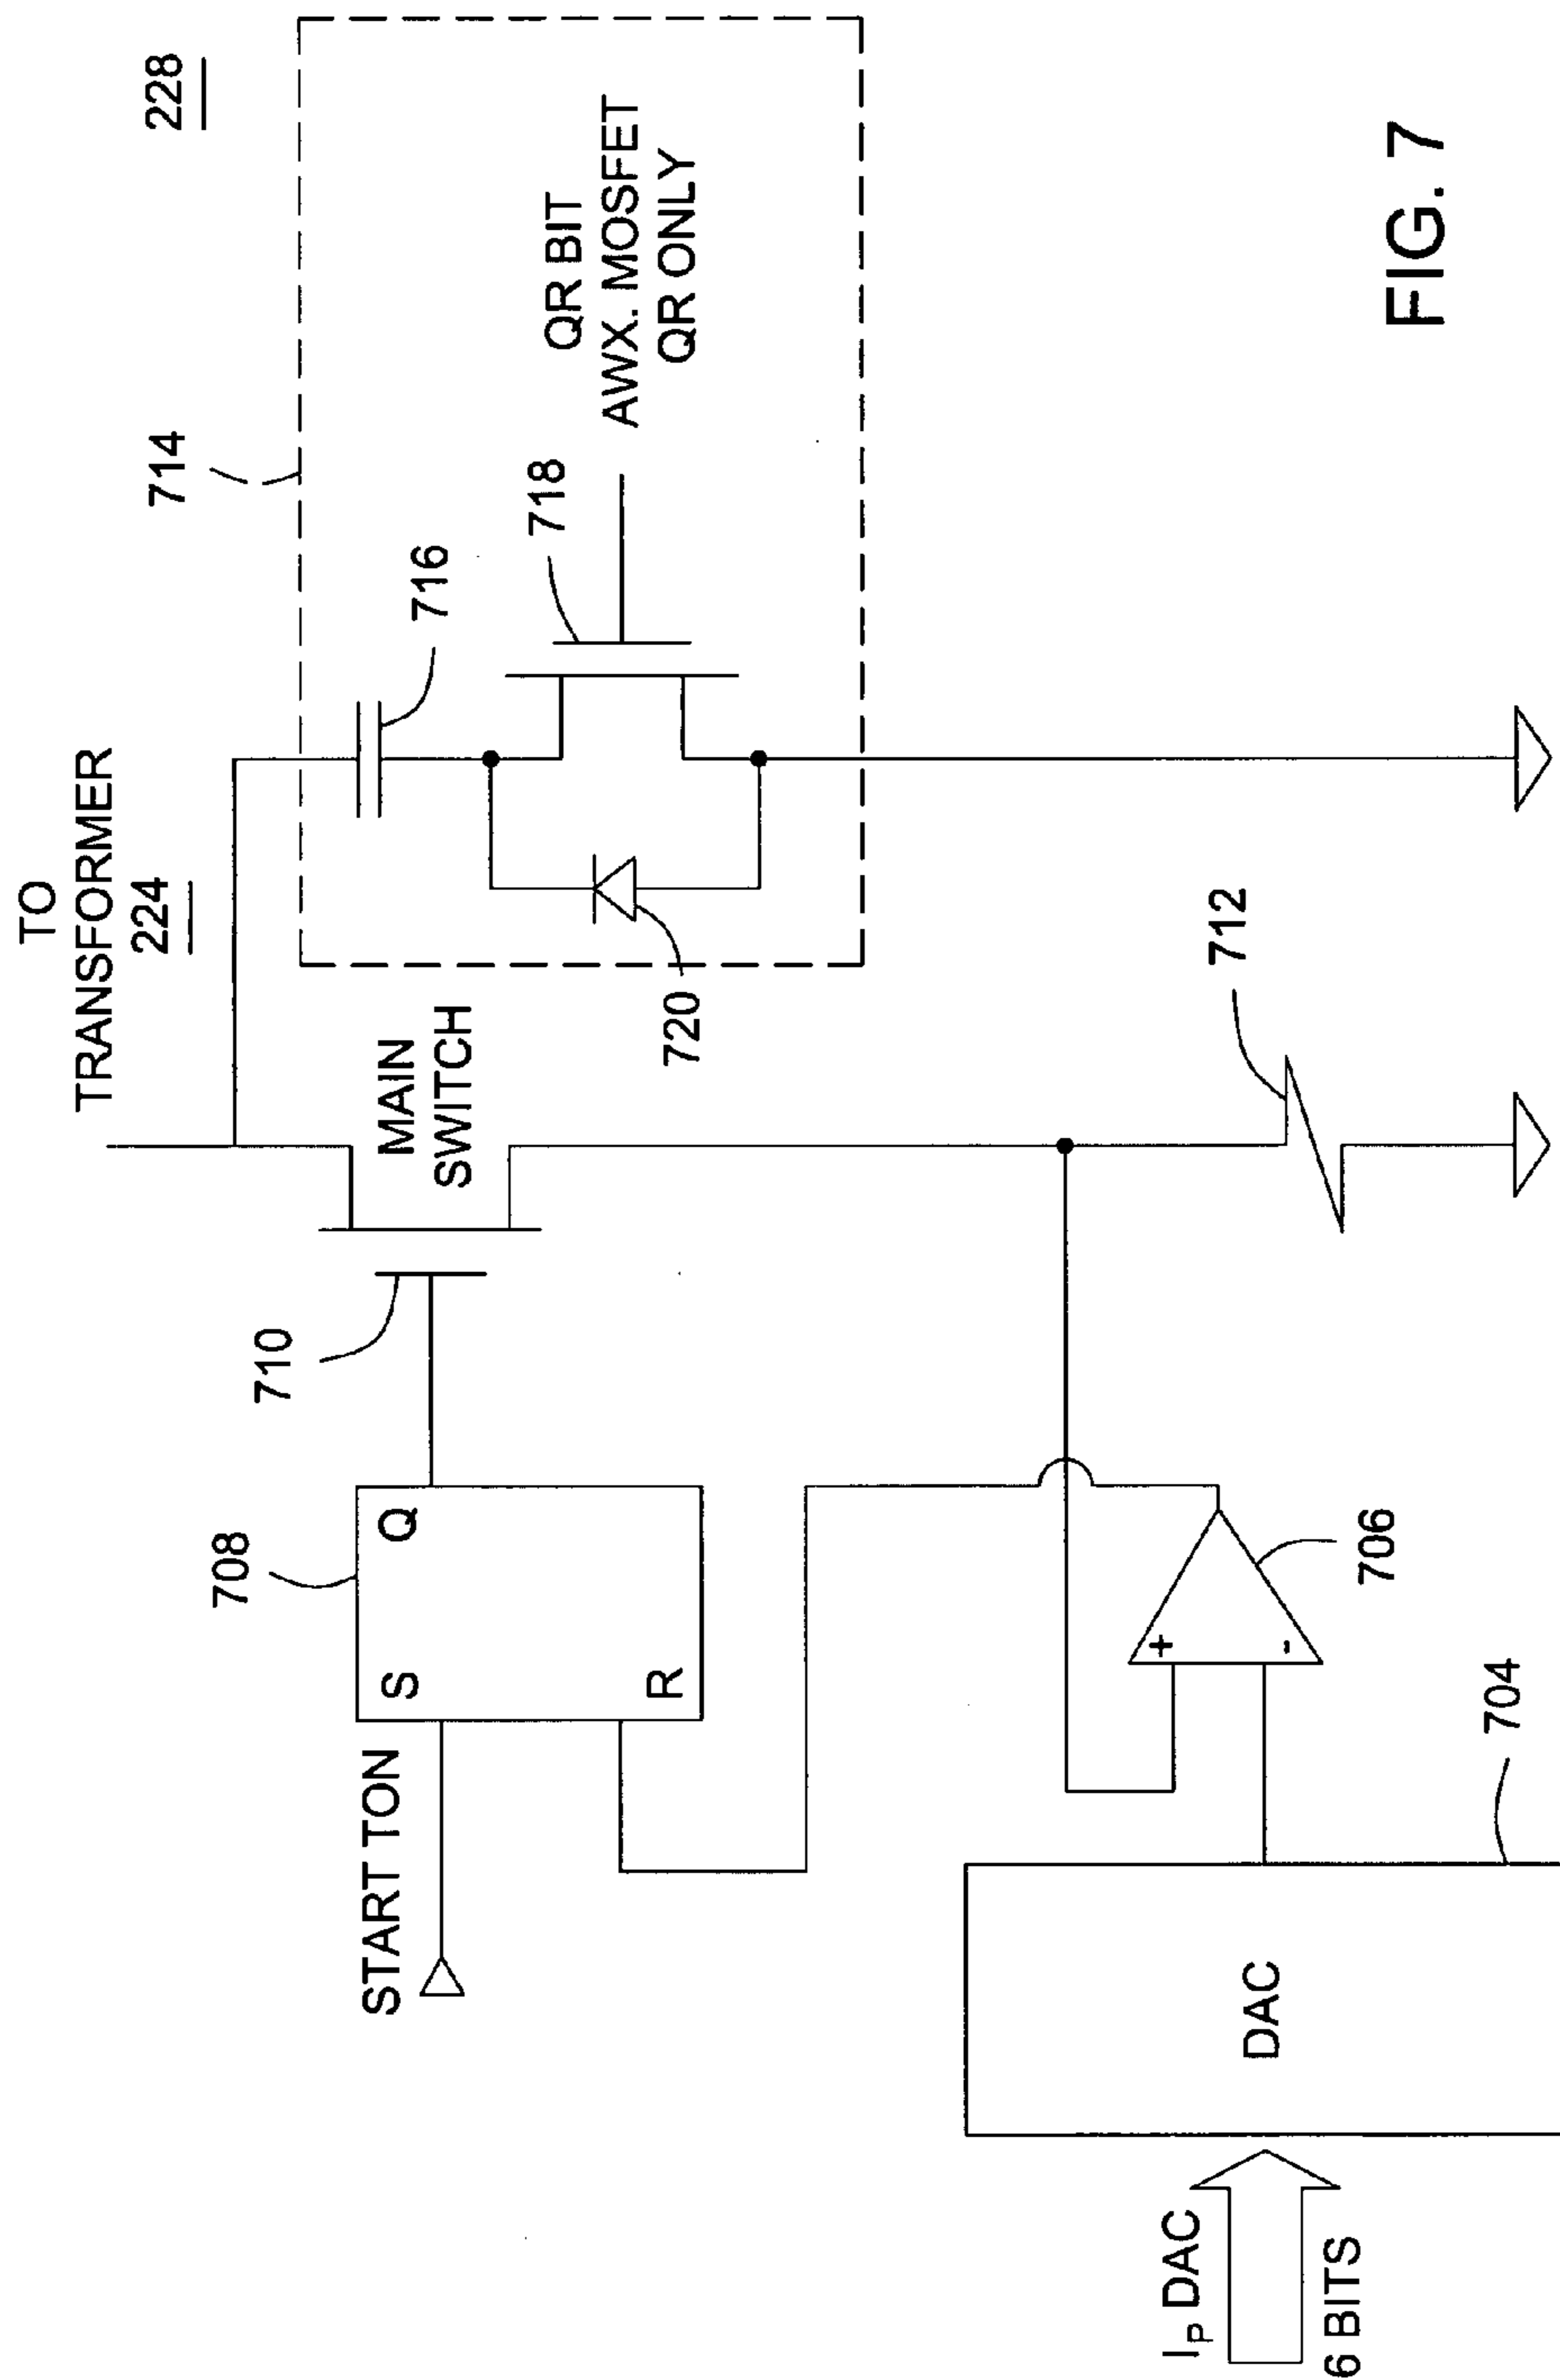 TO
TRANSFORMER
224
228
714
716
718
QR BIT
AWX. MOSFET
QR ONLY
720
MAIN
SWITCH
710
708
S
Q
R
START TON
712
+
-
706
704
DAC
IP DAC
6 BITS
FIG. 7